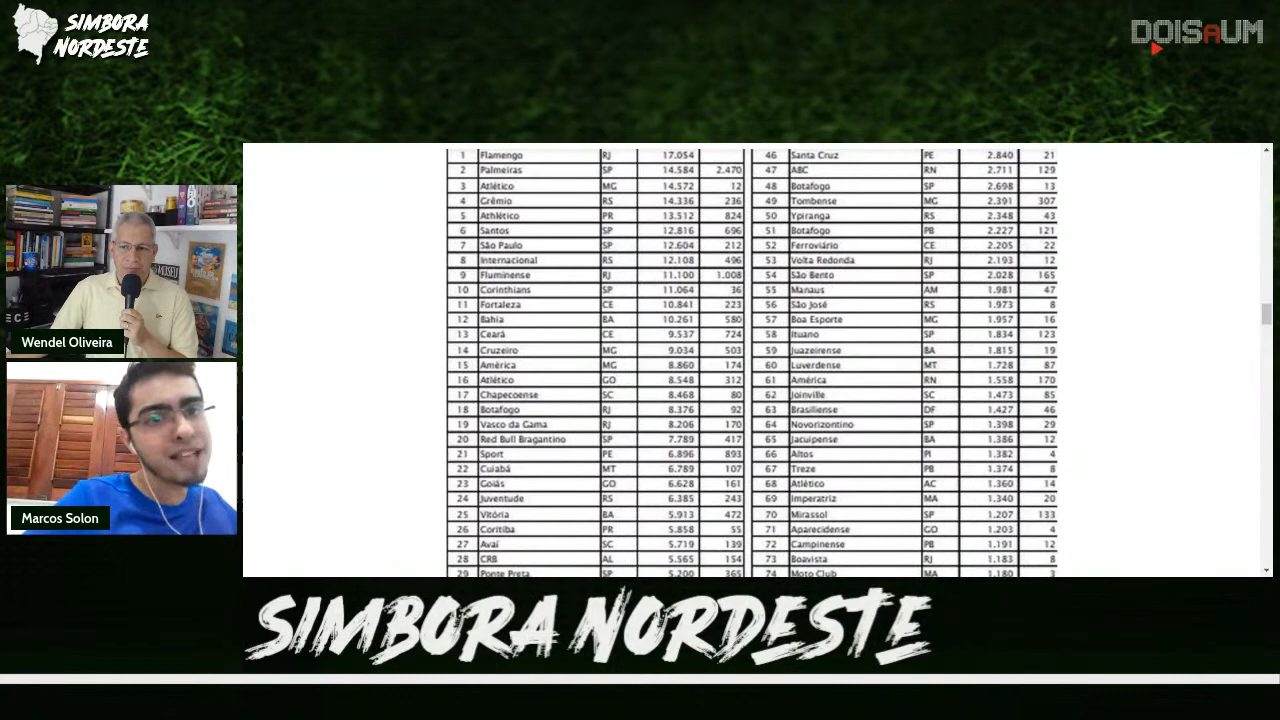 SIMBORA
NORDESTE
DOISAUM
1 Flamengo RJ 17.054
2 Palmeiras SP 14.584 2.470
3 Atlético MG 14.572 12
4 Grêmio RS 14.336 236
5 Athlético PR 13.512 824
6 Santos SP 12.816 696
7 São Paulo SP 12.604 212
8 Internacional RS 12.108 496
9 Fluminense RJ 11.100 1.008
10 Corinthians SP 11.064 36
11 Fortaleza CE 10.841 223
12 Bahia BA 10.261 580
13 Ceará CE 9.537 724
14 Cruzeiro MG 9.034 503
15 América MG 8.860 174
16 Atlético GO 8.548 312
17 Chapecoense SC 8.468 80
18 Botafogo RJ 8.376 92
19 Vasco da Gama RJ 8.206 170
20 Red Bull Bragantino SP 7.789 417
21 Sport PE 6.896 893
22 Cuiabá MT 6.789 107
23 Goiás GO 6.628 161
24 Juventude RS 6.385 243
25 Vitória BA 5.913 472
26 Coritiba PR 5.858 55
27 Avaí SC 5.719 139
28 CRB AL 5.565 154
29 Ponte Preta SP 5.200 365
46 Santa Cruz PE 2.840 21
47 ABC RN 2.711 129
48 Botafogo SP 2.698 13
49 Tombense MG 2.391 307
50 Ypiranga RS 2.348 43
51 Botafogo PB 2.227 121
52 Ferroviário CE 2.205 22
53 Volta Redonda RJ 2.193 12
54 São Bento SP 2.028 165
55 Manaus AM 1.981 47
56 São José RS 1.973 8
57 Boa Esporte MG 1.957 16
58 Ituano SP 1.834 123
59 Juazeirense BA 1.815 19
60 Luverdense MT 1.728 87
61 América RN 1.558 170
62 Joinville SC 1.473 85
63 Brasiliense DF 1.427 46
64 Novorizontino SP 1.398 29
65 Jacuipense BA 1.386 12
66 Altos PI 1.382 4
67 Treze PB 1.374 8
68 Atlético AC 1.360 14
69 Imperatriz MA 1.340 20
70 Mirassol SP 1.207 133
71 Aparecidense GO 1.203 4
72 Campinense PB 1.191 12
73 Boavista RJ 1.183 8
74 Moto Club MA 1.180 3
Wendel Oliveira
Marcos Solon
SIMBORA NORDESTE